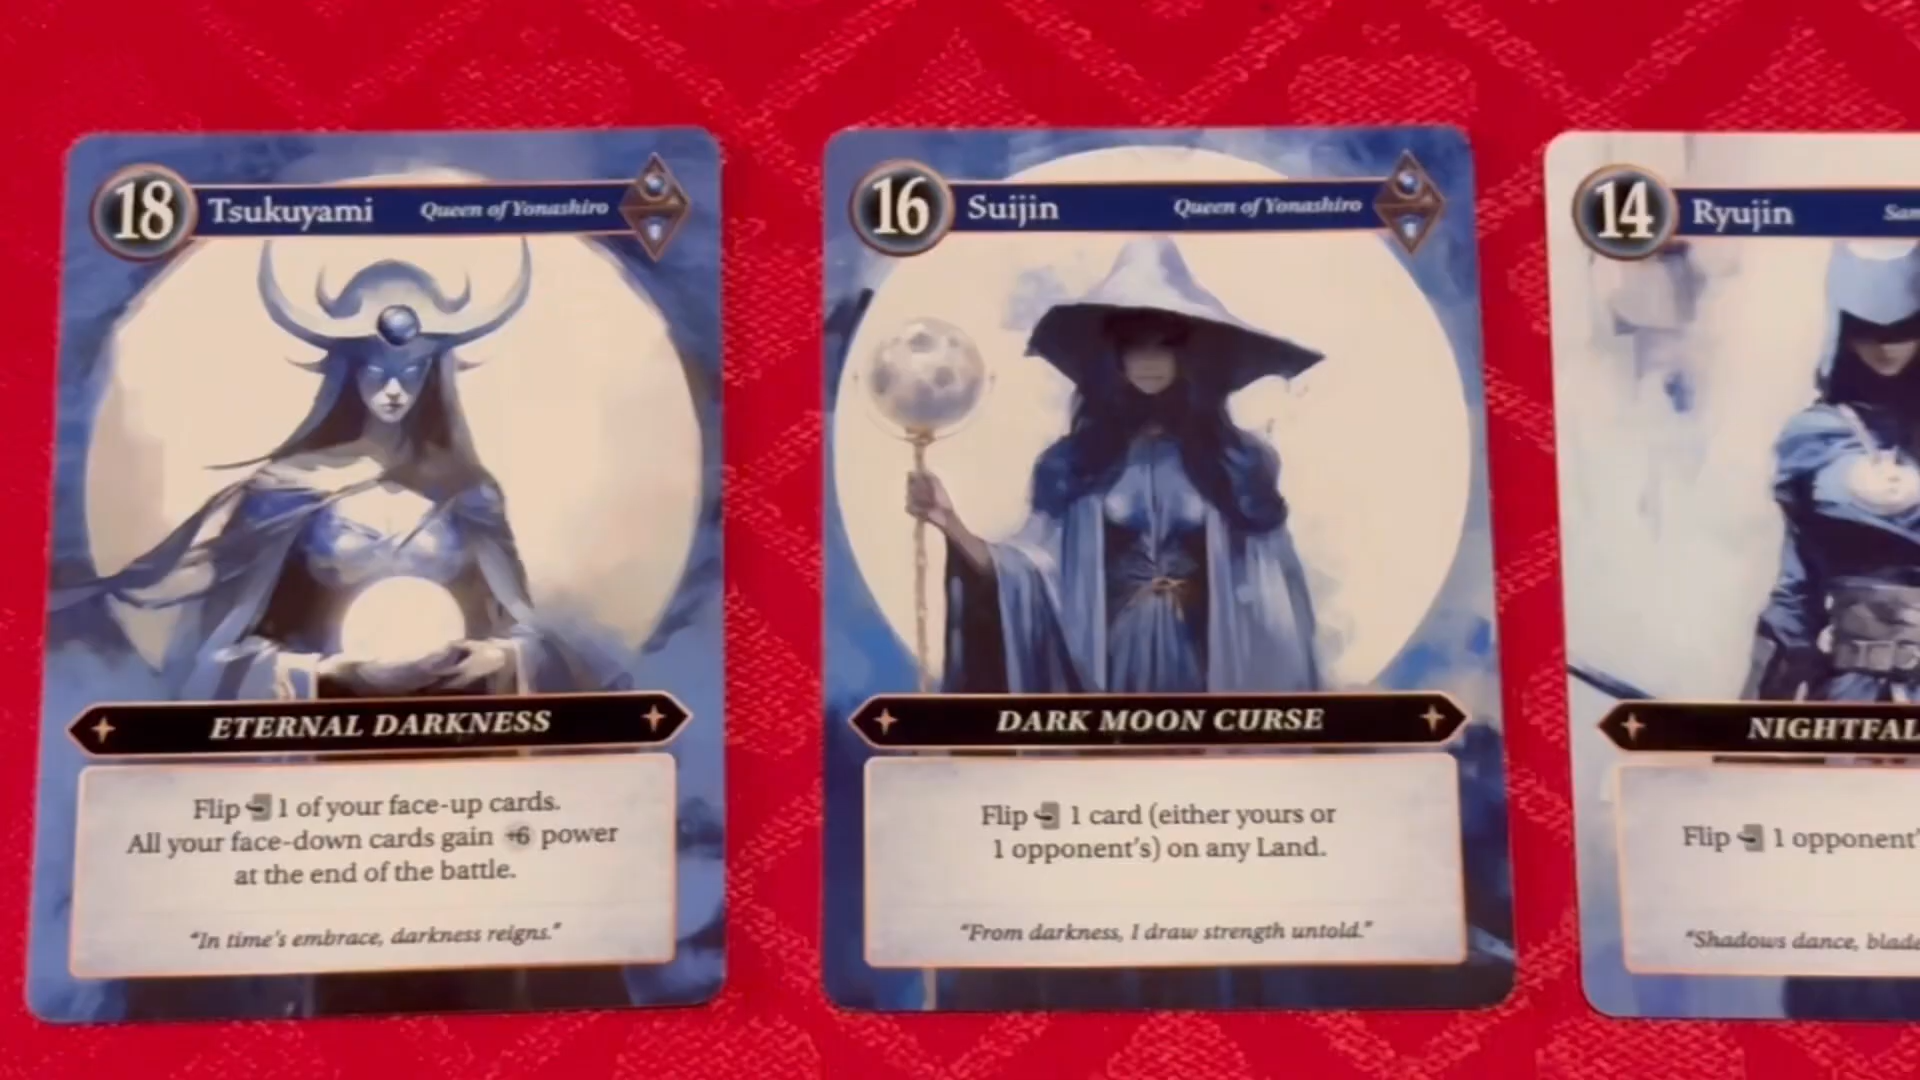 18 Tsukuyami Queen of Yonashiro
ETERNAL DARKNESS
Flip 1 of your face-up cards.
All your face-down cards gain +6 power
at the end of the battle.
"In time's embrace, darkness reigns."
16 Suijin Queen of Yonashiro
DARK MOON CURSE
Flip 1 card (either yours or
1 opponent's) on any Land.
"From darkness, I draw strength untold."
14 Ryujin
NIGHTFAL
Flip 1 opponent'
"Shadows dance, blade